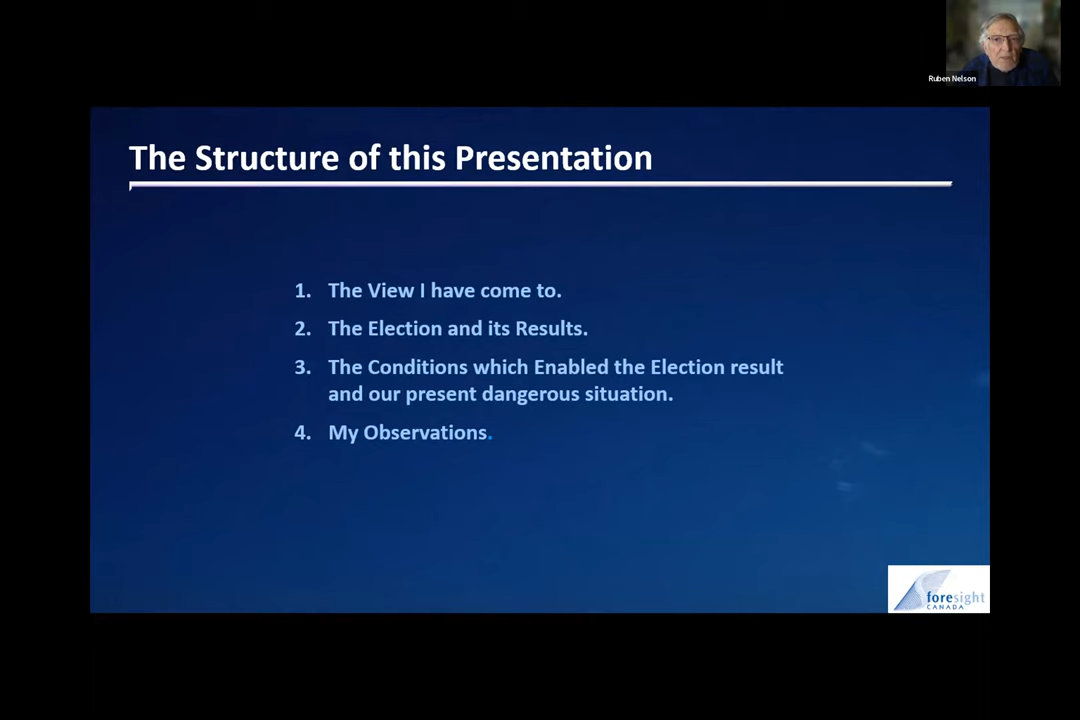 Ruben Nelson
The Structure of this Presentation
1. The View I have come to.
2. The Election and its Results.
3. The Conditions which Enabled the Election result
and our present dangerous situation.
4. My Observations.
foresight
CANADA